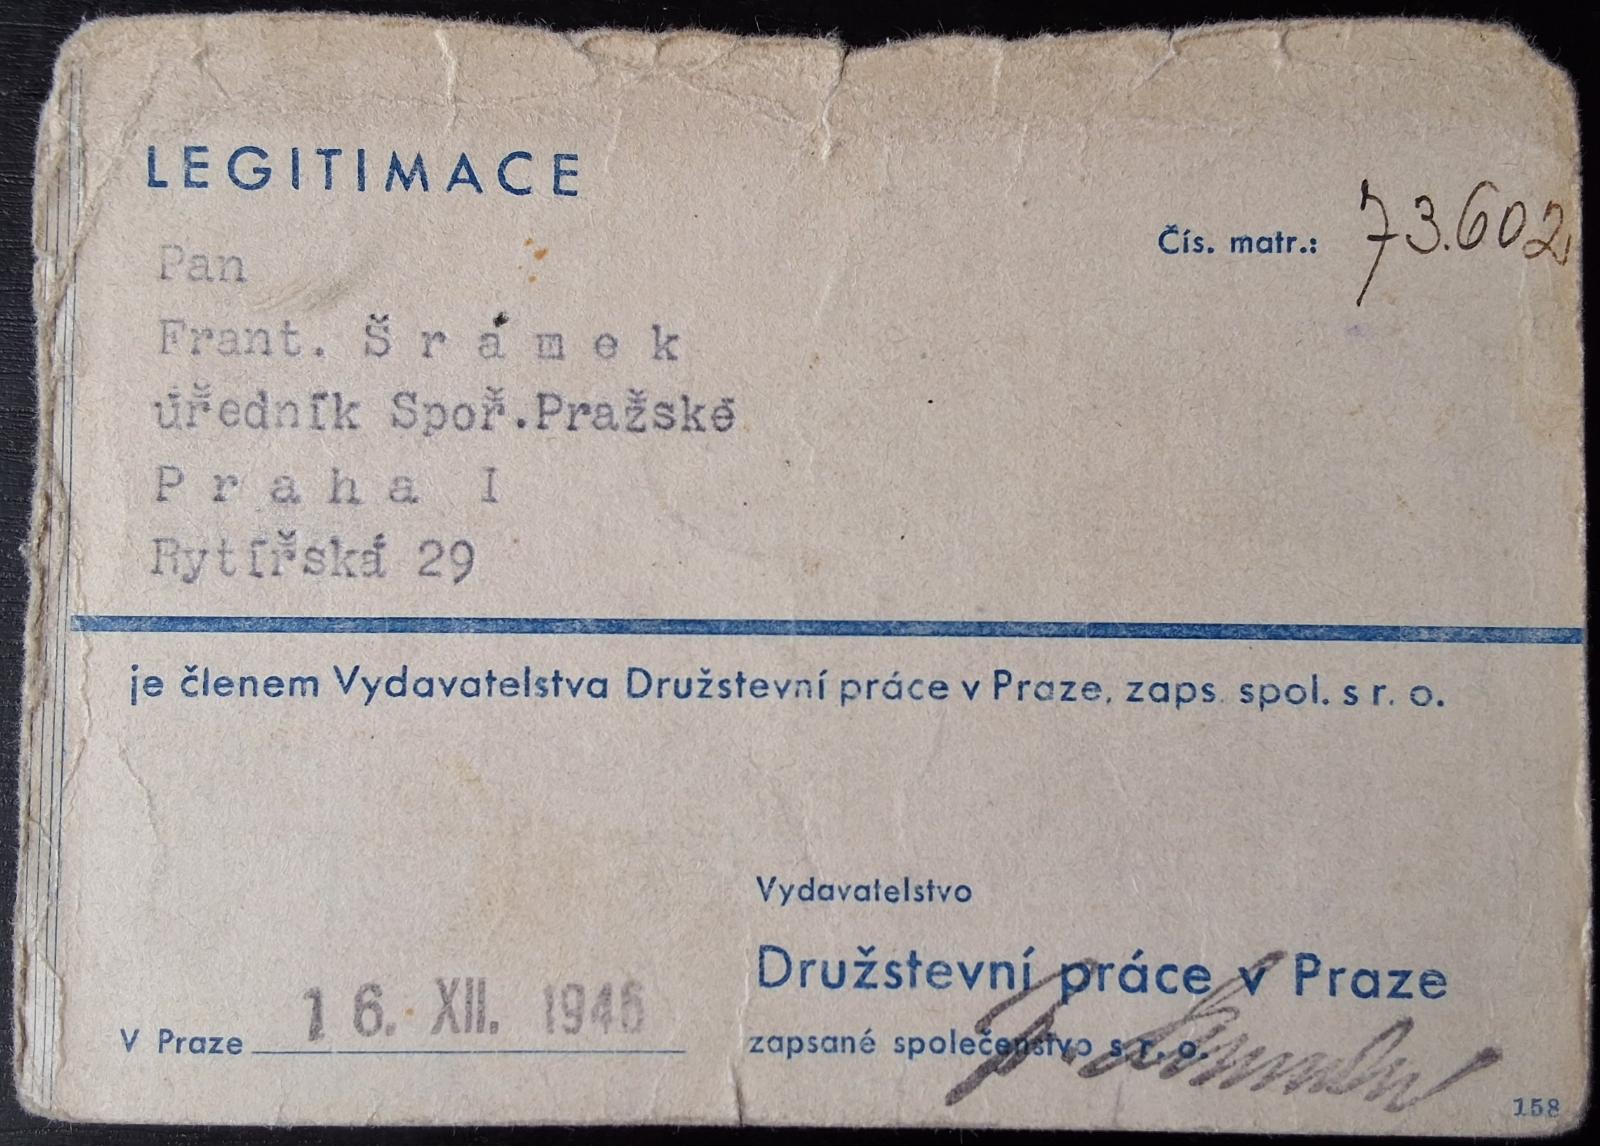 LEGITIMACE
Čís. matr.: 73.602
Pan
Frant. Šrámek
úředník Spoř.Pražské
Praha I
Rytířská 29
je členem Vydavatelstva Družstevní práce v Praze, zaps. spol. s r. o.
Vydavatelstvo
Družstevní práce v Praze
V Praze 16. XII. 1946
zapsané společenstvo s r. o.
158